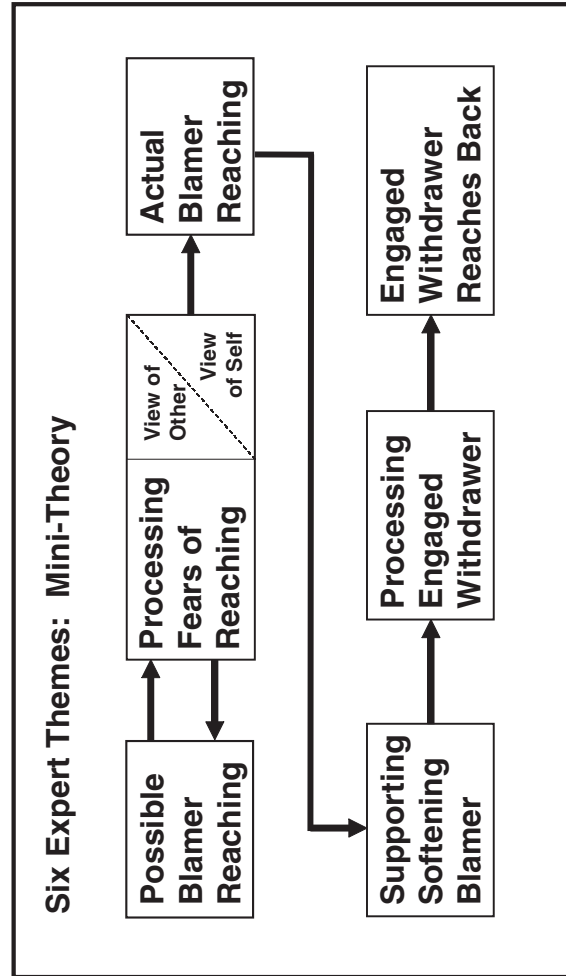 Six Expert Themes: Mini-Theory
Possible
Blamer
Reaching
Processing
Fears of
Reaching
View of
Other
View
of Self
Actual
Blamer
Reaching
Supporting
Softening
Blamer
Processing
Engaged
Withdrawer
Engaged
Withdrawer
Reaches Back